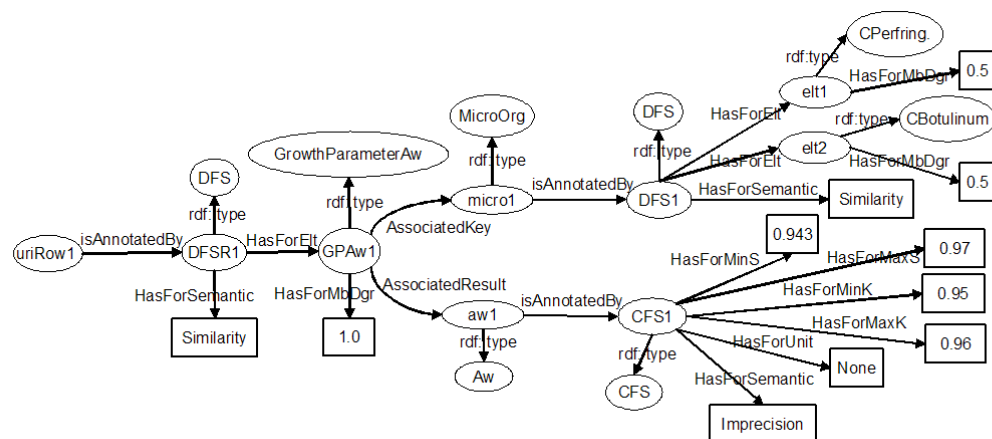 CPerfring.
rdf:type
HasForMbDgr
0.5
elt1
MicroOrg
DFS
HasForElt
rdf:type
CBotulinum
GrowthParameterAw
rdf:type
rdf:type
HasForElt
elt2
HasForMbDgr
DFS
rdf:type
rdf:type
isAnnotatedBy
HasForSemantic
0.5
micro1
DFS1
Similarity
AssociatedKey
0.943
isAnnotatedBy
HasForElt
uriRow1
DFSR1
GPAw1
HasForMinS
HasForMaxS
0.97
HasForSemantic
HasForMbDgr
AssociatedResult
isAnnotatedBy
HasForMinK
0.95
aw1
CFS1
HasForMaxK
Similarity
1.0
rdf:type
rdf:type
HasForUnit
0.96
Aw
CFS
HasForSemantic
None
Imprecision